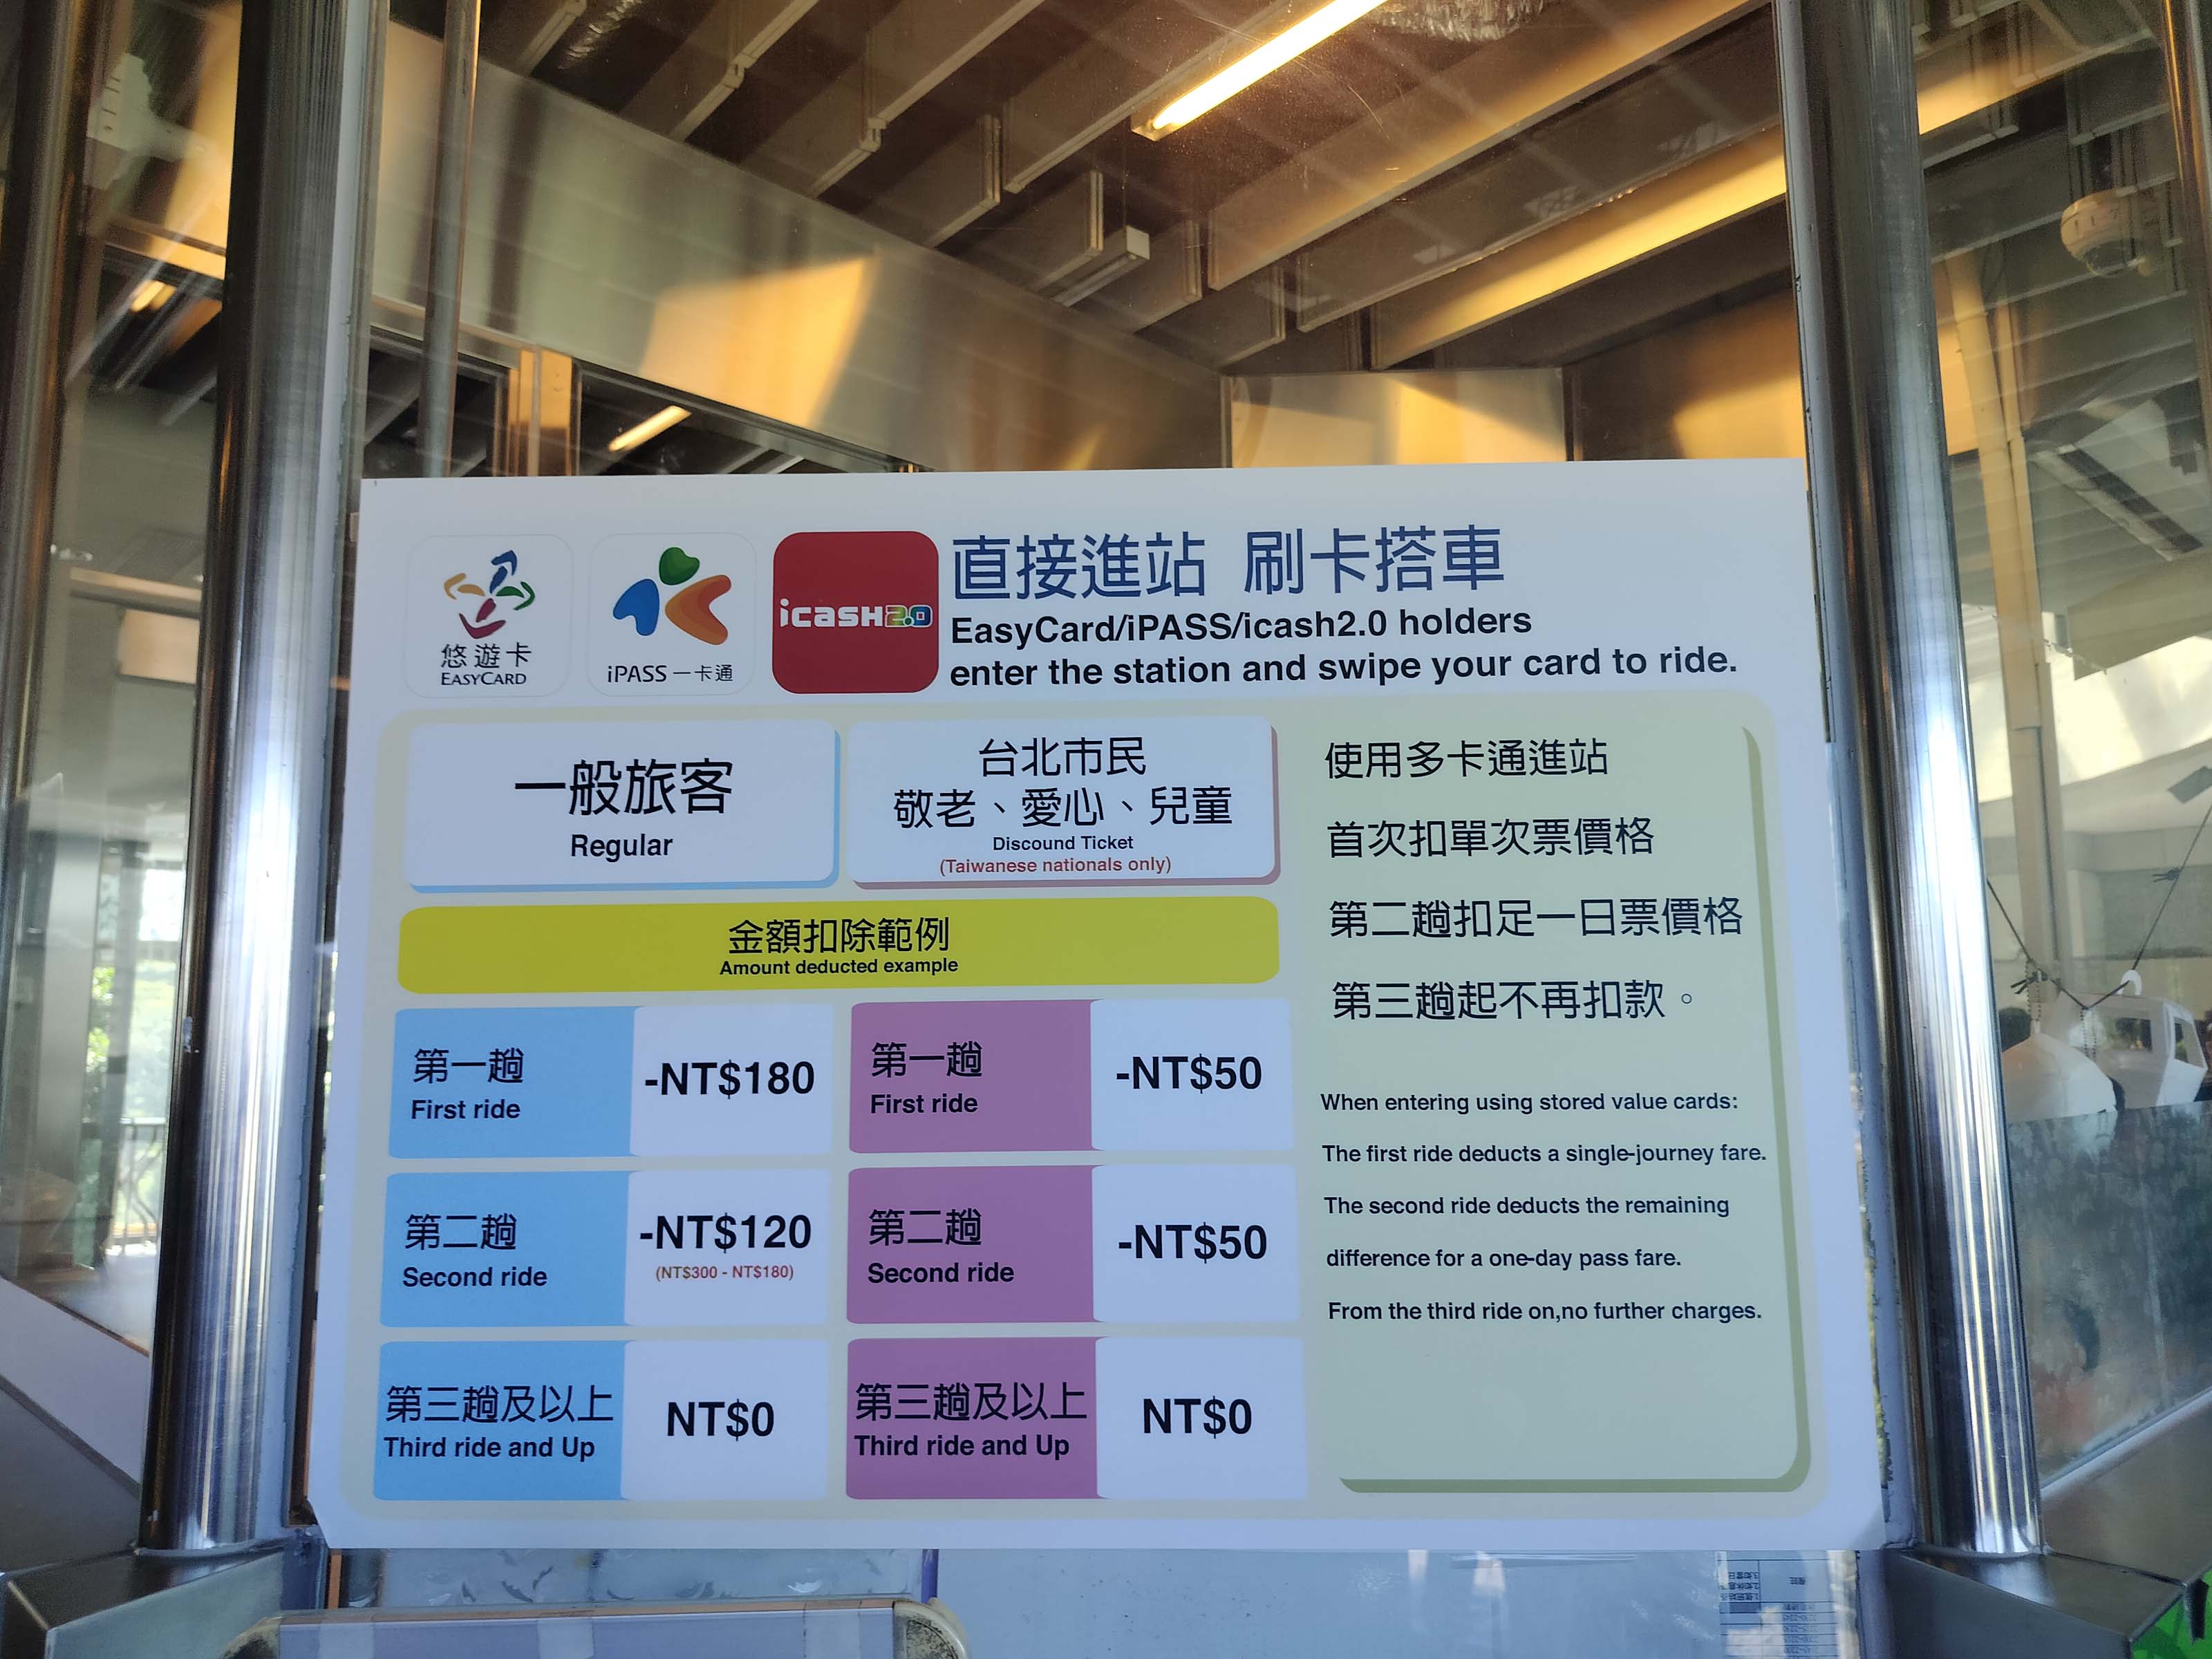 悠遊卡
EASYCARD
iPASS 一卡通
icash2.0
直接進站 刷卡搭車
EasyCard/iPASS/icash2.0 holders
enter the station and swipe your card to ride.
一般旅客
Regular
台北市民
敬老、愛心、兒童
Discound Ticket
(Taiwanese nationals only)
金額扣除範例
Amount deducted example
第一趟
First ride
-NT$180
第一趟
First ride
-NT$50
第二趟
Second ride
-NT$120
(NT$300 - NT$180)
第二趟
Second ride
-NT$50
第三趟及以上
Third ride and Up
NT$0
第三趟及以上
Third ride and Up
NT$0
使用多卡通進站
首次扣單次票價格
第二趟扣足一日票價格
第三趟起不再扣款。
When entering using stored value cards:
The first ride deducts a single-journey fare.
The second ride deducts the remaining
difference for a one-day pass fare.
From the third ride on,no further charges.